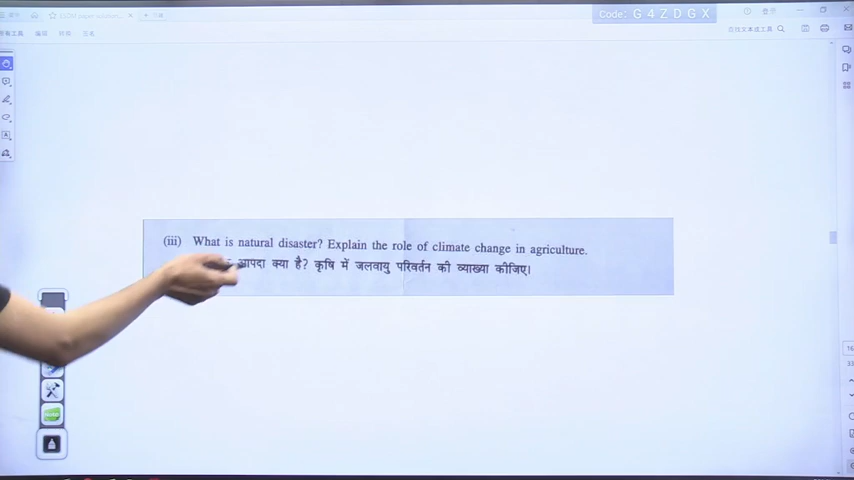 Code: G4ZDGX
(iii) What is natural disaster? Explain the role of climate change in agriculture.
आपदा क्या है? कृषि में जलवायु परिवर्तन की व्याख्या कीजिए।